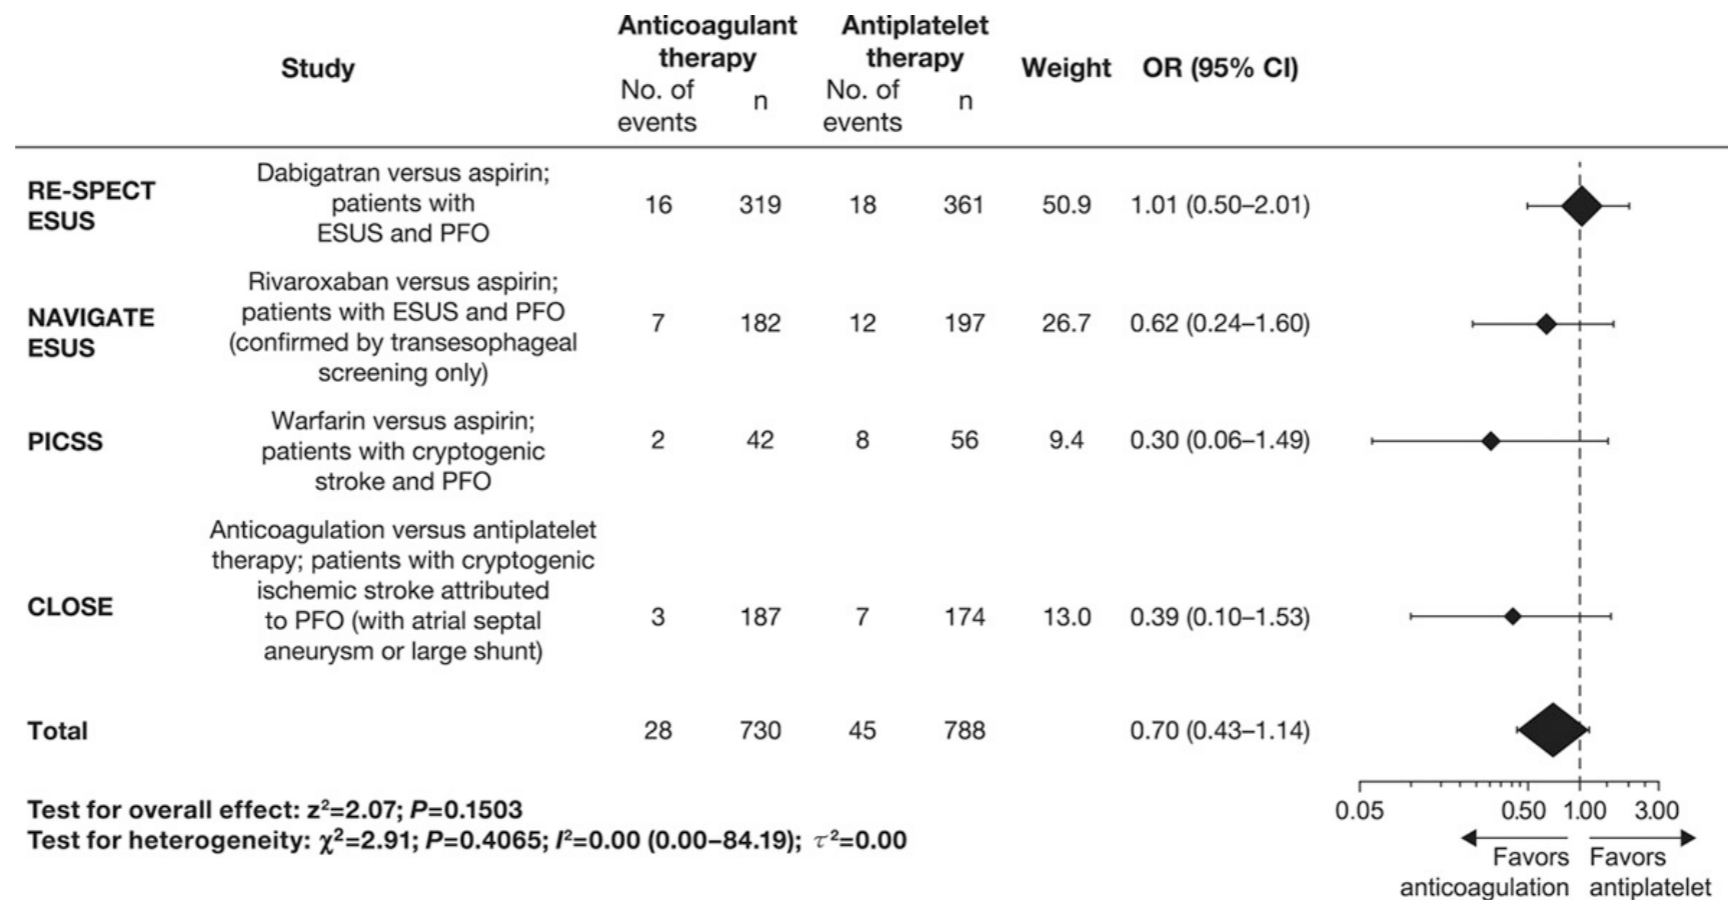 Study Anticoagulant therapy Antiplatelet therapy Weight OR (95% CI)
No. of events n No. of events n
RE-SPECT ESUS
Dabigatran versus aspirin;
patients with
ESUS and PFO
16 319 18 361 50.9 1.01 (0.50–2.01)
NAVIGATE ESUS
Rivaroxaban versus aspirin;
patients with ESUS and PFO
(confirmed by transesophageal
screening only)
7 182 12 197 26.7 0.62 (0.24–1.60)
PICSS
Warfarin versus aspirin;
patients with cryptogenic
stroke and PFO
2 42 8 56 9.4 0.30 (0.06–1.49)
CLOSE
Anticoagulation versus antiplatelet
therapy; patients with cryptogenic
ischemic stroke attributed
to PFO (with atrial septal
aneurysm or large shunt)
3 187 7 174 13.0 0.39 (0.10–1.53)
Total 28 730 45 788 0.70 (0.43–1.14)
Test for overall effect: z²=2.07; P=0.1503
Test for heterogeneity: χ²=2.91; P=0.4065; I²=0.00 (0.00–84.19); τ²=0.00
0.05 0.50 1.00 3.00
Favors anticoagulation
Favors antiplatelet